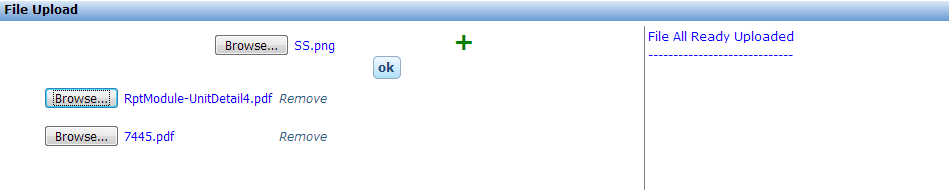 File Upload
Browse... SS.png +
File All Ready Uploaded
----------------------------
ok
Browse... RptModule-UnitDetail4.pdf Remove
Browse... 7445.pdf Remove